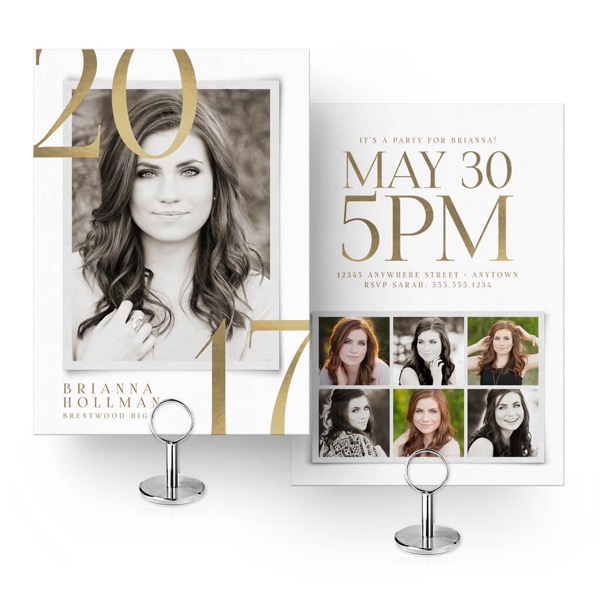 20
17
BRIANNA
HOLLMAN
BRENTWOOD
IT'S A PARTY FOR BRIANNA!
MAY 30
5PM
12345 ANYWHERE STREET • ANYTOWN
RSVP SARAH: 555.555.1234